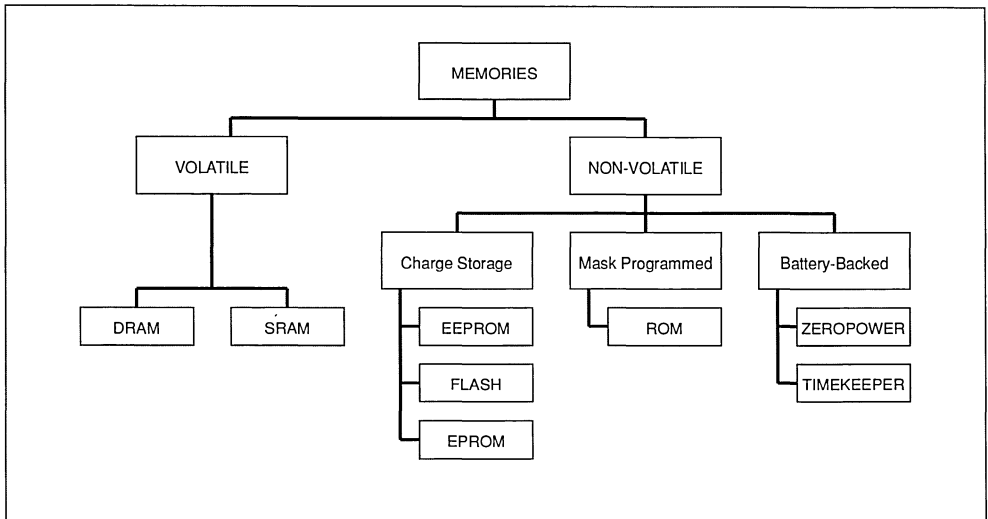 MEMORIES
VOLATILE
NON-VOLATILE
Charge Storage
Mask Programmed
Battery-Backed
DRAM
SRAM
EEPROM
ROM
ZEROPOWER
FLASH
TIMEKEEPER
EPROM